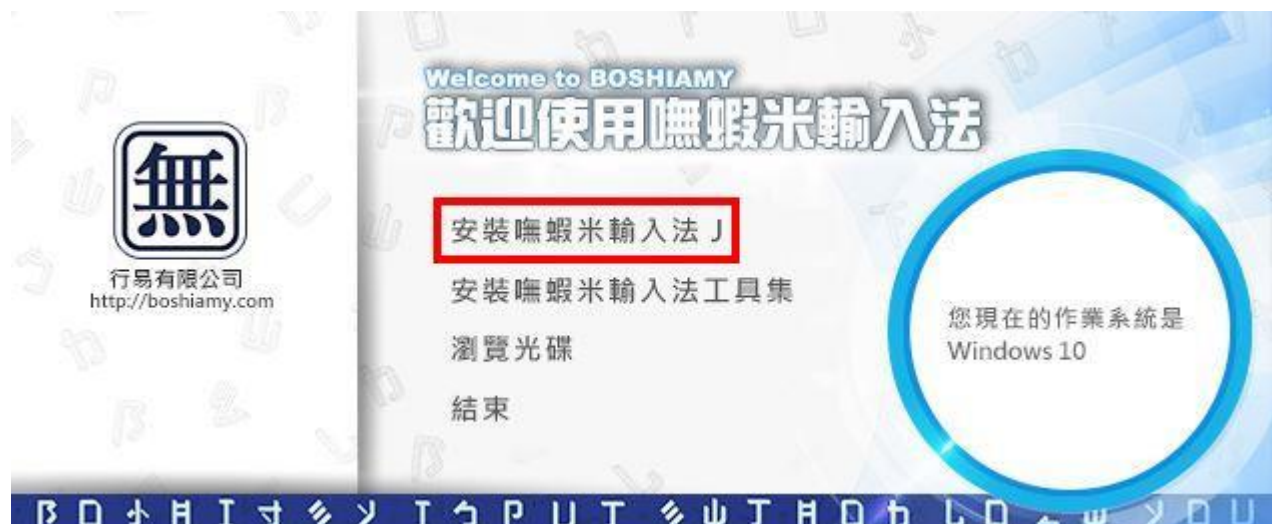 Welcome to BOSHIAMY
歡迎使用嘸蝦米輸入法
無
行易有限公司
http://boshiamy.com
安裝嘸蝦米輸入法 J
安裝嘸蝦米輸入法工具集
瀏覽光碟
結束
您現在的作業系統是
Windows 10